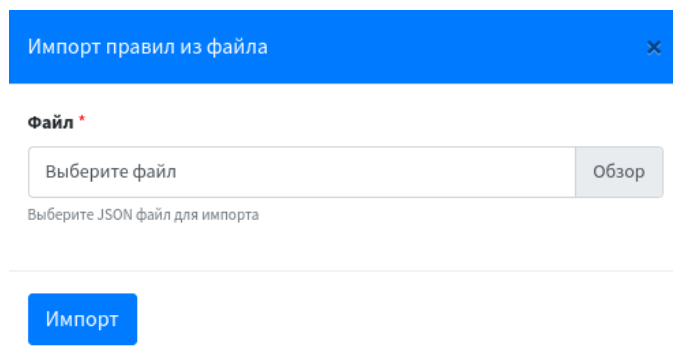 Импорт правил из файла ×
Файл *
Выберите файл Обзор
Выберите JSON файл для импорта
Импорт